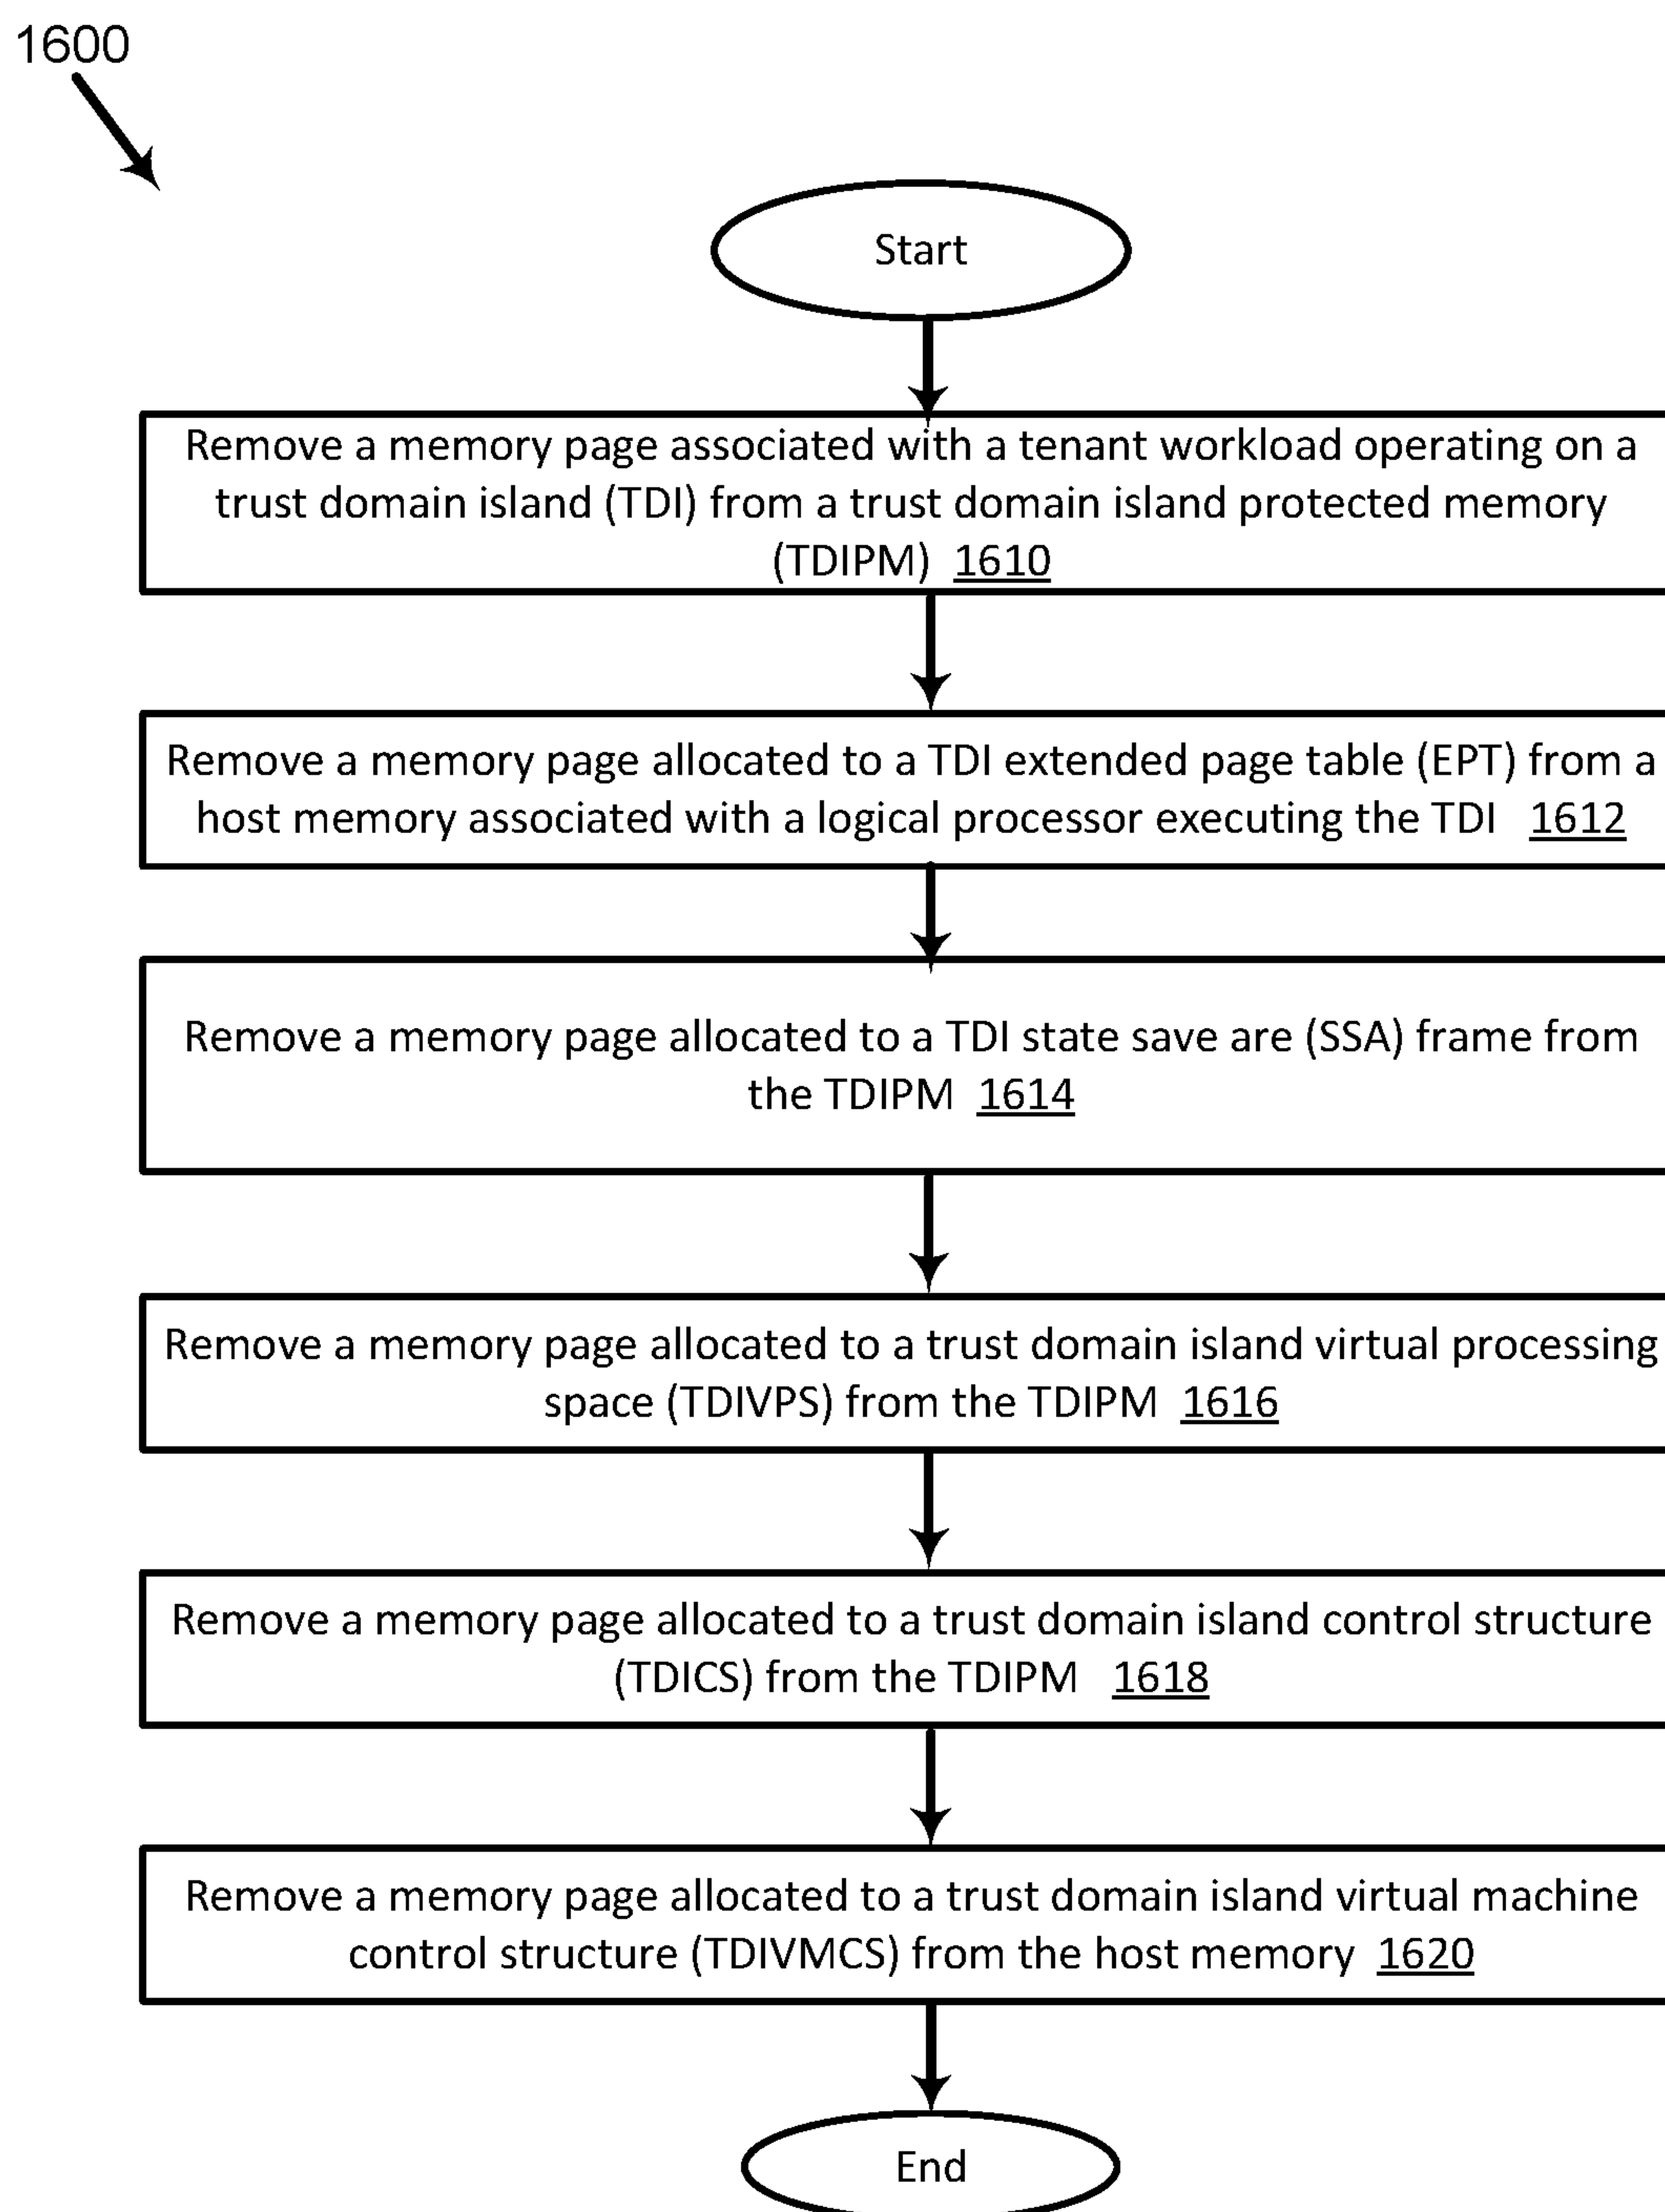 1600
Start
Remove a memory page associated with a tenant workload operating on a
trust domain island (TDI) from a trust domain island protected memory
(TDIPM) 1610
Remove a memory page allocated to a TDI extended page table (EPT) from a
host memory associated with a logical processor executing the TDI 1612
Remove a memory page allocated to a TDI state save are (SSA) frame from
the TDIPM 1614
Remove a memory page allocated to a trust domain island virtual processing
space (TDIVPS) from the TDIPM 1616
Remove a memory page allocated to a trust domain island control structure
(TDICS) from the TDIPM 1618
Remove a memory page allocated to a trust domain island virtual machine
control structure (TDIVMCS) from the host memory 1620
End